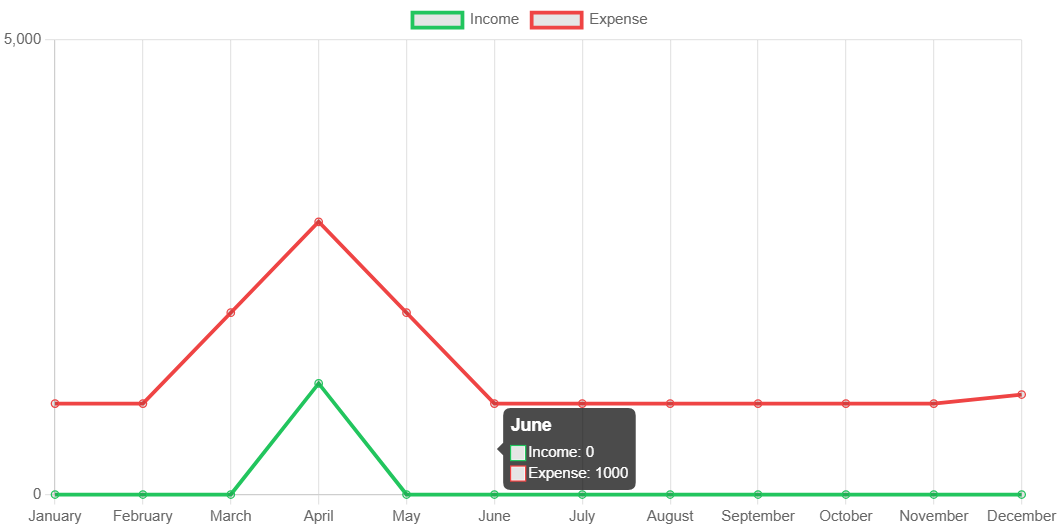 Income Expense
5,000
June
Income: 0
Expense: 1000
0
January February March April May June July August September October November December